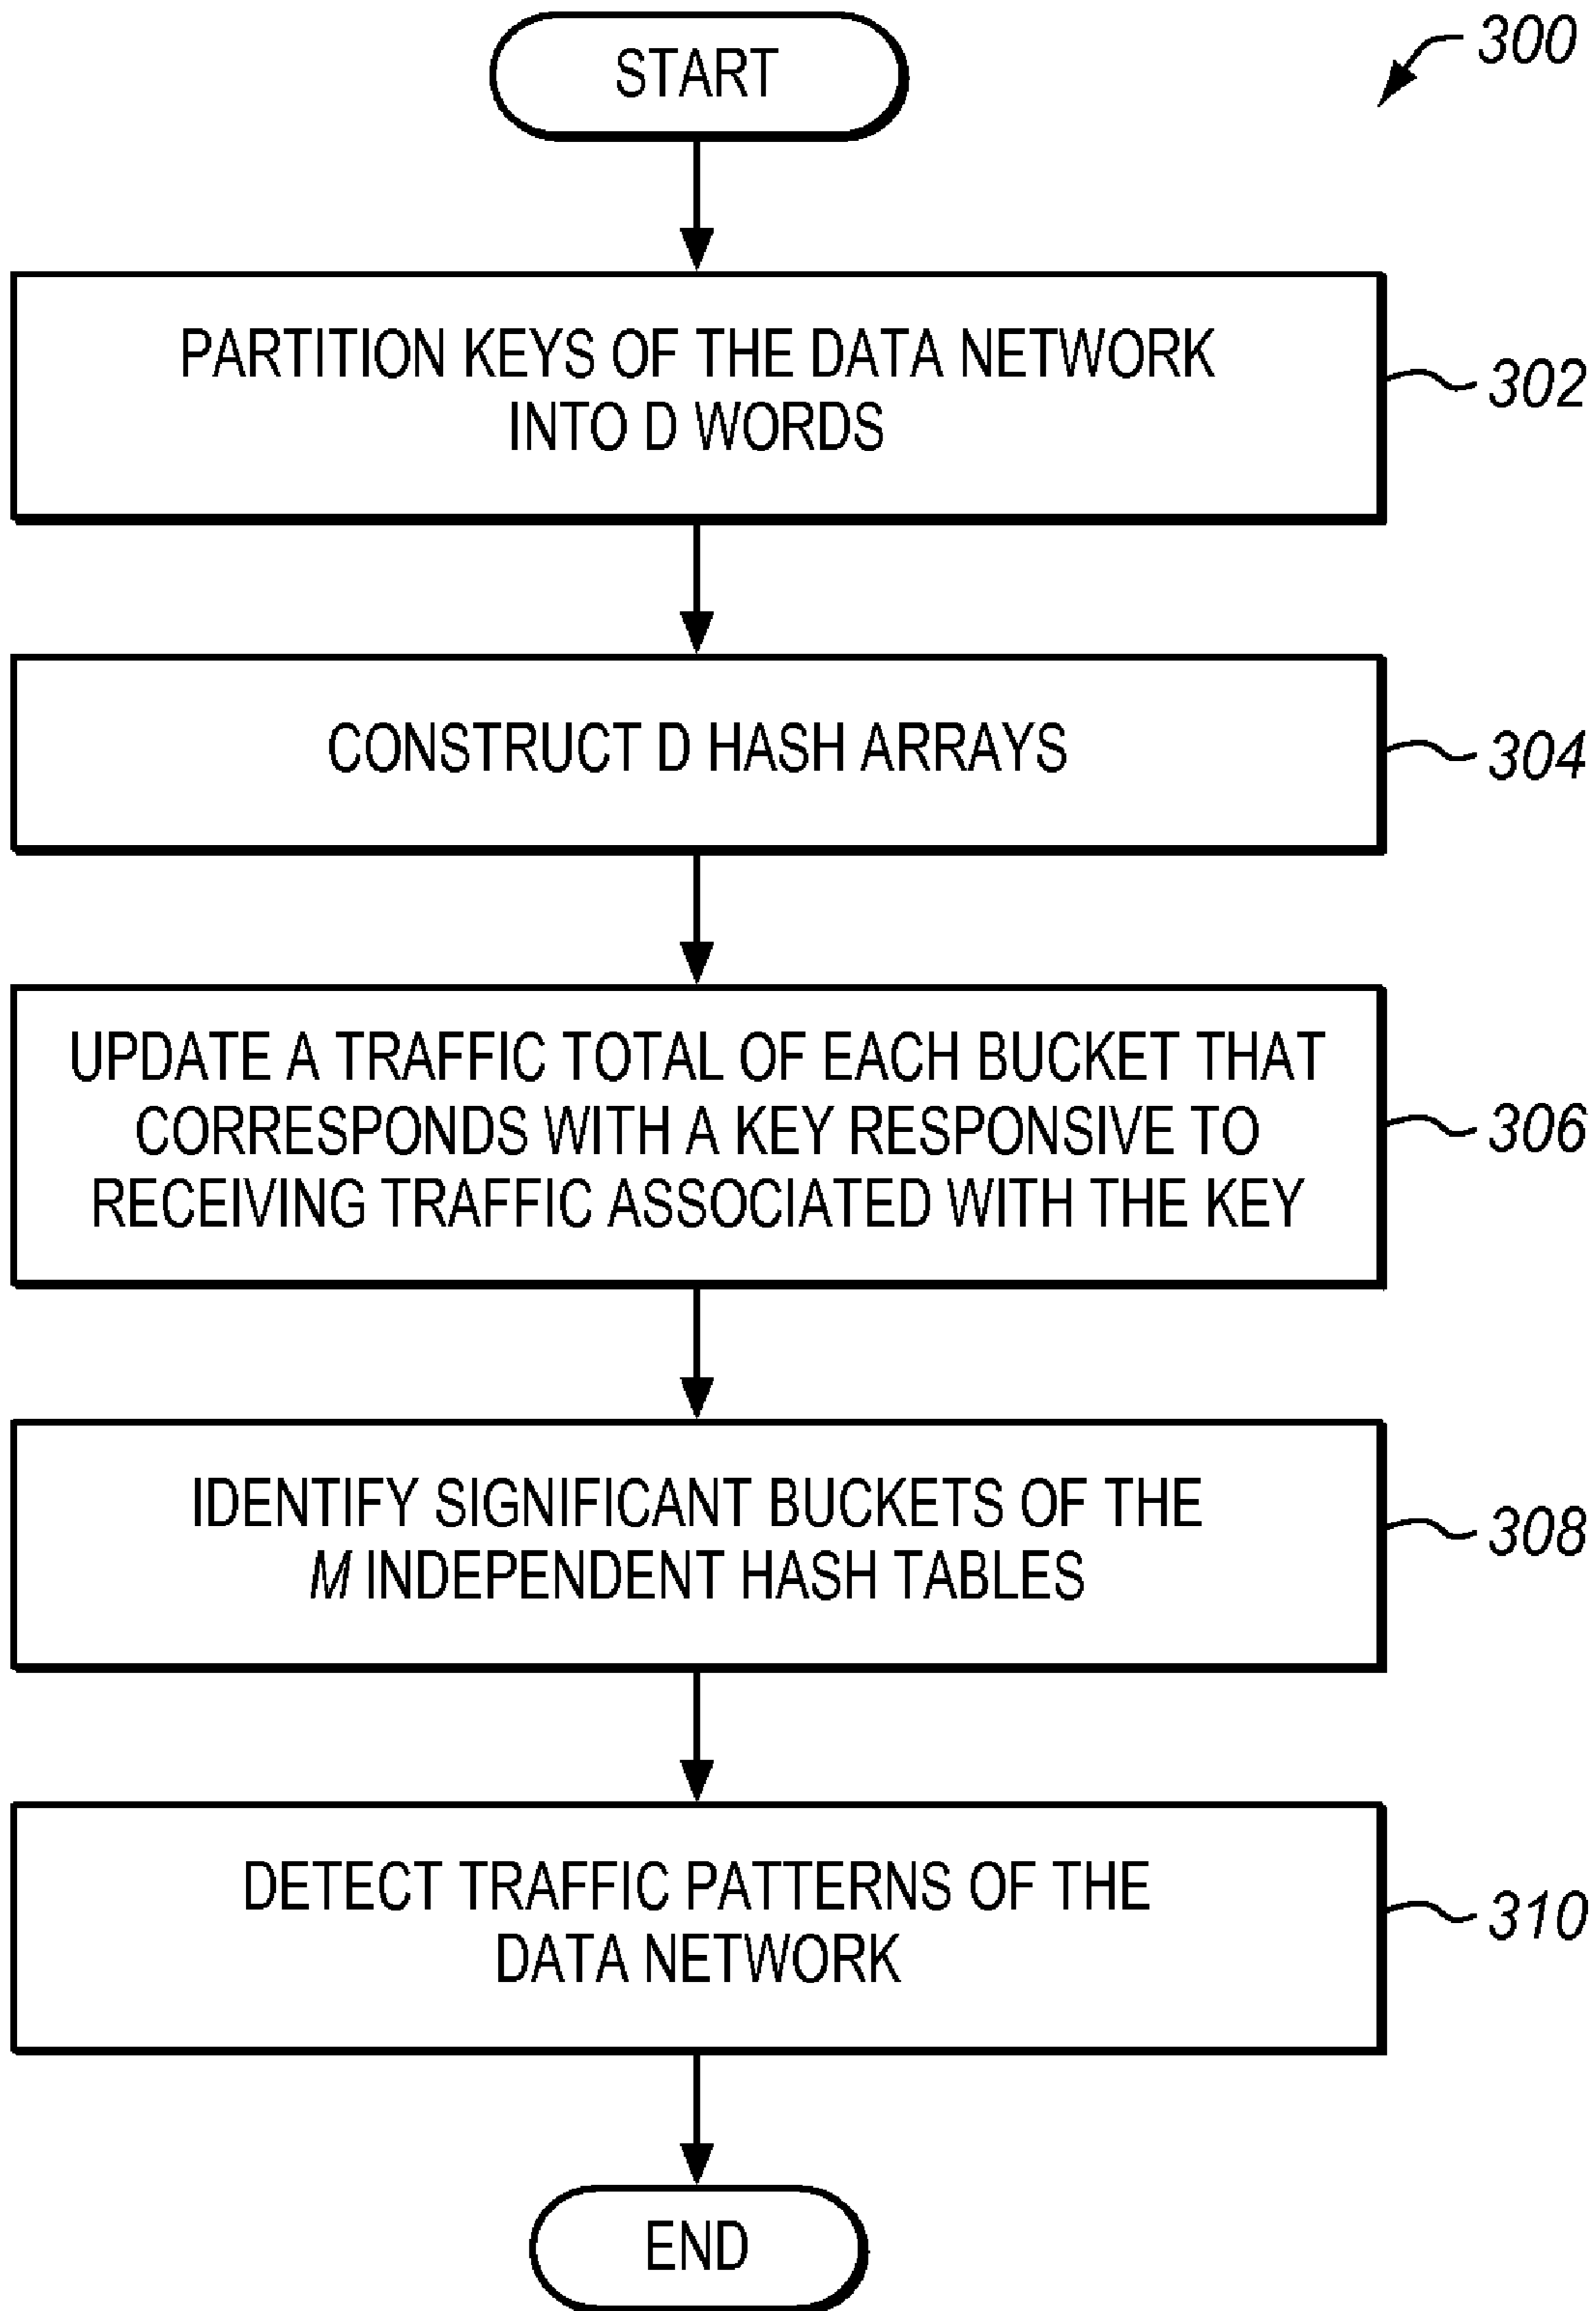 START
300
PARTITION KEYS OF THE DATA NETWORK
INTO D WORDS
302
CONSTRUCT D HASH ARRAYS
304
UPDATE A TRAFFIC TOTAL OF EACH BUCKET THAT
CORRESPONDS WITH A KEY RESPONSIVE TO
RECEIVING TRAFFIC ASSOCIATED WITH THE KEY
306
IDENTIFY SIGNIFICANT BUCKETS OF THE
M INDEPENDENT HASH TABLES
308
DETECT TRAFFIC PATTERNS OF THE
DATA NETWORK
310
END